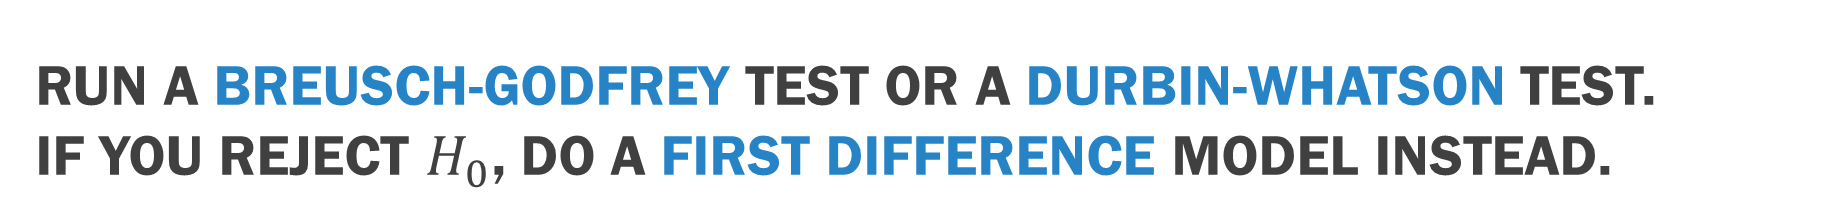 RUN A BREUSCH-GODFREY TEST OR A DURBIN-WHATSON TEST.
IF YOU REJECT H₀, DO A FIRST DIFFERENCE MODEL INSTEAD.